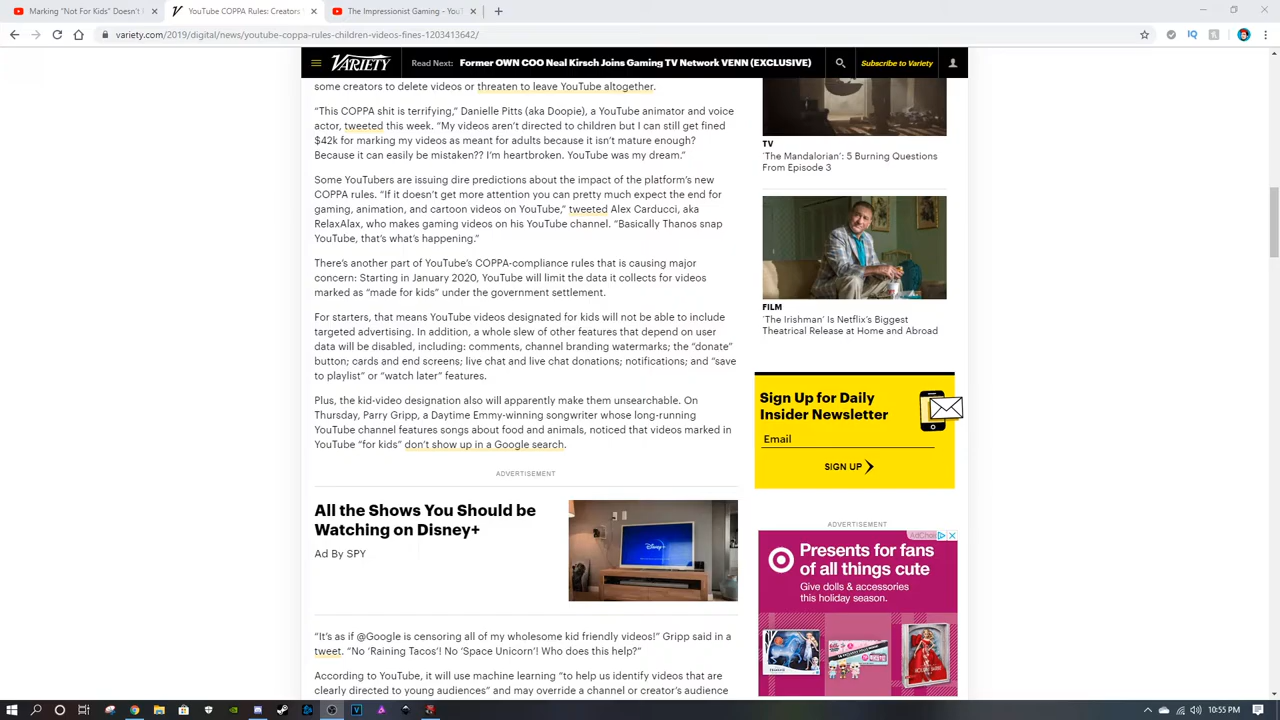 Marking "Not For Kids" Doesn't
YouTube COPPA Rules: Creators
The Impressionist Gaming - You
variety.com/2019/digital/news/youtube-coppa-rules-children-videos-fines-1203413642/
VARIETY
Read Next: Former OWN COO Neal Kirsch Joins Gaming TV Network VENN (EXCLUSIVE)
Subscribe to Variety
some creators to delete videos or threaten to leave YouTube altogether.
“This COPPA shit is terrifying,” Danielle Pitts (aka Doopie), a YouTube animator and voice
actor, tweeted this week. “My videos aren’t directed to children but I can still get fined
$42k for marking my videos as meant for adults because it isn’t mature enough?
Because it can easily be mistaken?? I’m heartbroken. YouTube was my dream.”
Some YouTubers are issuing dire predictions about the impact of the platform’s new
COPPA rules. “If it doesn’t get more attention you can pretty much expect the end for
gaming, animation, and cartoon videos on YouTube,” tweeted Alex Carducci, aka
RelaxAlax, who makes gaming videos on his YouTube channel. “Basically Thanos snap
YouTube, that’s what’s happening.”
There’s another part of YouTube’s COPPA-compliance rules that is causing major
concern: Starting in January 2020, YouTube will limit the data it collects for videos
marked as “made for kids” under the government settlement.
For starters, that means YouTube videos designated for kids will not be able to include
targeted advertising. In addition, a whole slew of other features that depend on user
data will be disabled, including: comments, channel branding watermarks; the “donate”
button; cards and end screens; live chat and live chat donations; notifications; and “save
to playlist” or “watch later” features.
Plus, the kid-video designation also will apparently make them unsearchable. On
Thursday, Parry Gripp, a Daytime Emmy-winning songwriter whose long-running
YouTube channel features songs about food and animals, noticed that videos marked in
YouTube “for kids” don’t show up in a Google search.
ADVERTISEMENT
All the Shows You Should be
Watching on Disney+
Ad By SPY
Disney+
“It’s as if @Google is censoring all of my wholesome kid friendly videos!” Gripp said in a
tweet. “No ‘Raining Tacos’! No ‘Space Unicorn’! Who does this help?”
According to YouTube, it will use machine learning “to help us identify videos that are
clearly directed to young audiences” and may override a channel or creator’s audience
TV
‘The Mandalorian’: 5 Burning Questions
From Episode 3
FILM
‘The Irishman’ Is Netflix’s Biggest
Theatrical Release at Home and Abroad
Sign Up for Daily
Insider Newsletter
Email
SIGN UP
ADVERTISEMENT
Presents for fans
of all things cute
Give dolls & accessories
this holiday season.
10:55 PM